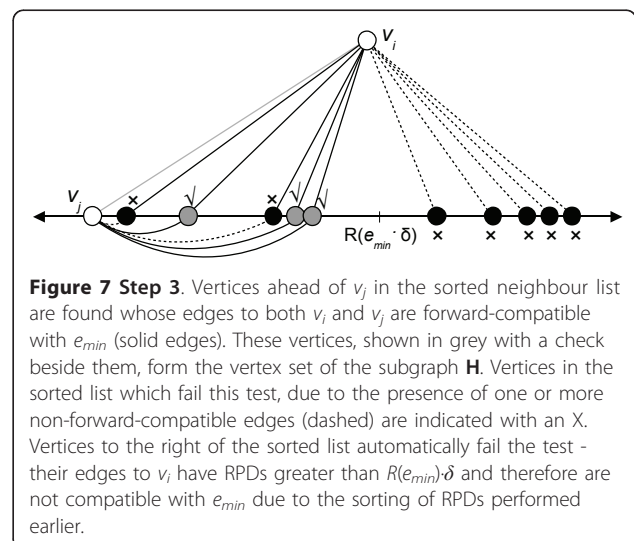 vᵢ
× √ × √ √
vⱼ
R(eₘᵢₙ· δ)
× × × × ×
Figure 7 Step 3. Vertices ahead of vⱼ in the sorted neighbour list
are found whose edges to both vᵢ and vⱼ are forward-compatible
with eₘᵢₙ (solid edges). These vertices, shown in grey with a check
beside them, form the vertex set of the subgraph H. Vertices in the
sorted list which fail this test, due to the presence of one or more
non-forward-compatible edges (dashed) are indicated with an X.
Vertices to the right of the sorted list automatically fail the test -
their edges to vᵢ have RPDs greater than R(eₘᵢₙ)·δ and therefore are
not compatible with eₘᵢₙ due to the sorting of RPDs performed
earlier.